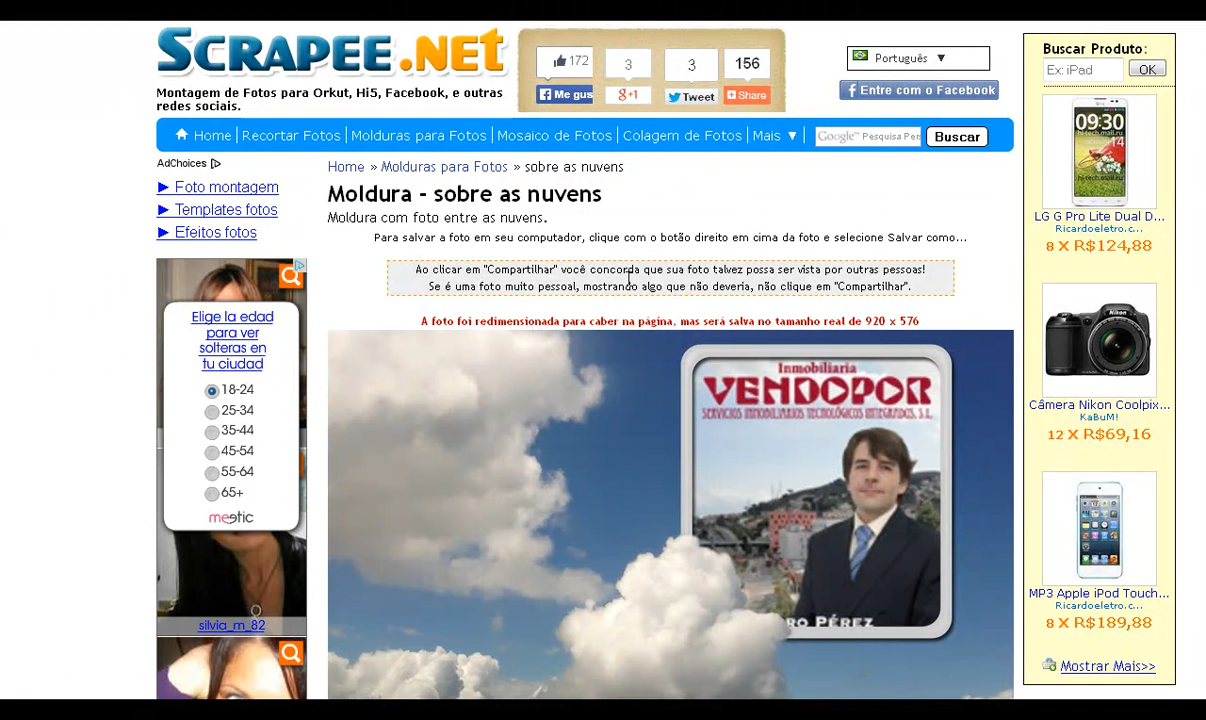 SCRAPEE.NET
Montagem de Fotos para Orkut, Hi5, Facebook, e outras
redes sociais.
172
3
3
156
Me gus
g+1
Tweet
Share
Português ▼
Entre com o Facebook
Home | Recortar Fotos | Molduras para Fotos | Mosaico de Fotos | Colagem de Fotos | Mais ▼ |
Google Pesquisa Per
Buscar
AdChoices
► Foto montagem
► Templates fotos
► Efeitos fotos
Elige la edad
para ver
solteras en
tu ciudad
18-24
25-34
35-44
45-54
55-64
65+
meetic
silvia_m_82
Home » Molduras para Fotos » sobre as nuvens
Moldura - sobre as nuvens
Moldura com foto entre as nuvens.
Para salvar a foto em seu computador, clique com o botão direito em cima da foto e selecione Salvar como...
Ao clicar em "Compartilhar" você concorda que sua foto talvez possa ser vista por outras pessoas!
Se é uma foto muito pessoal, mostrando algo que não deveria, não clique em "Compartilhar".
A foto foi redimensionada para caber na página, mas será salva no tamanho real de 920 x 576
Inmobiliaria
VENDOPOR
SERVICIOS INMOBILIARIOS TECNOLÓGICOS INTEGRADOS, S.L.
RO PÉREZ
Buscar Produto:
Ex: iPad
OK
09:30
hi-tech.mail.ru
LG G Pro Lite Dual D...
Ricardoeletro.c...
8 X R$124,88
Nikon
Câmera Nikon Coolpix...
KaBuM!
12 X R$69,16
MP3 Apple iPod Touch...
Ricardoeletro.c...
8 X R$189,88
Mostrar Mais>>